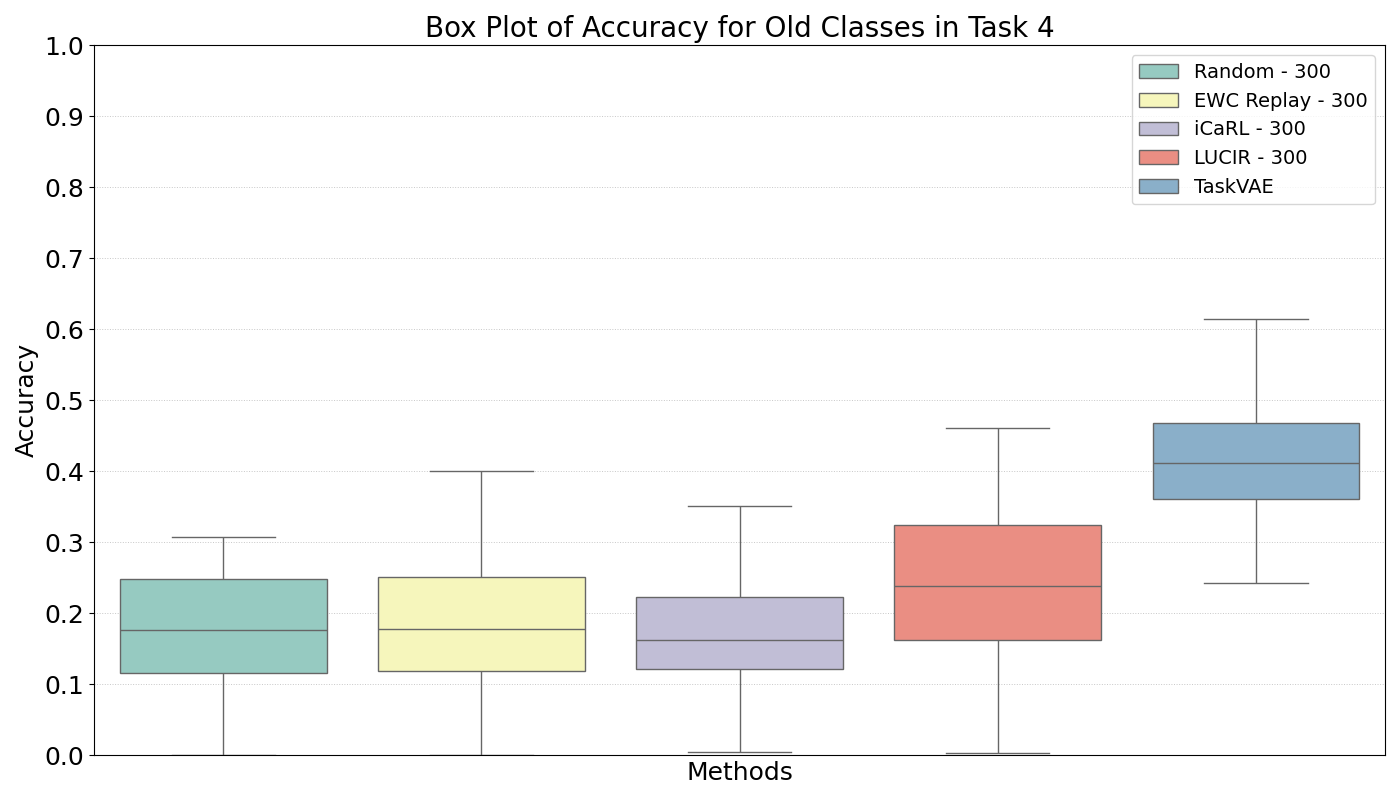 Box Plot of Accuracy for Old Classes in Task 4
1.0
0.9
0.8
0.7
0.6
0.5
0.4
0.3
0.2
0.1
0.0
Accuracy
Methods
Random - 300
EWC Replay - 300
iCaRL - 300
LUCIR - 300
TaskVAE